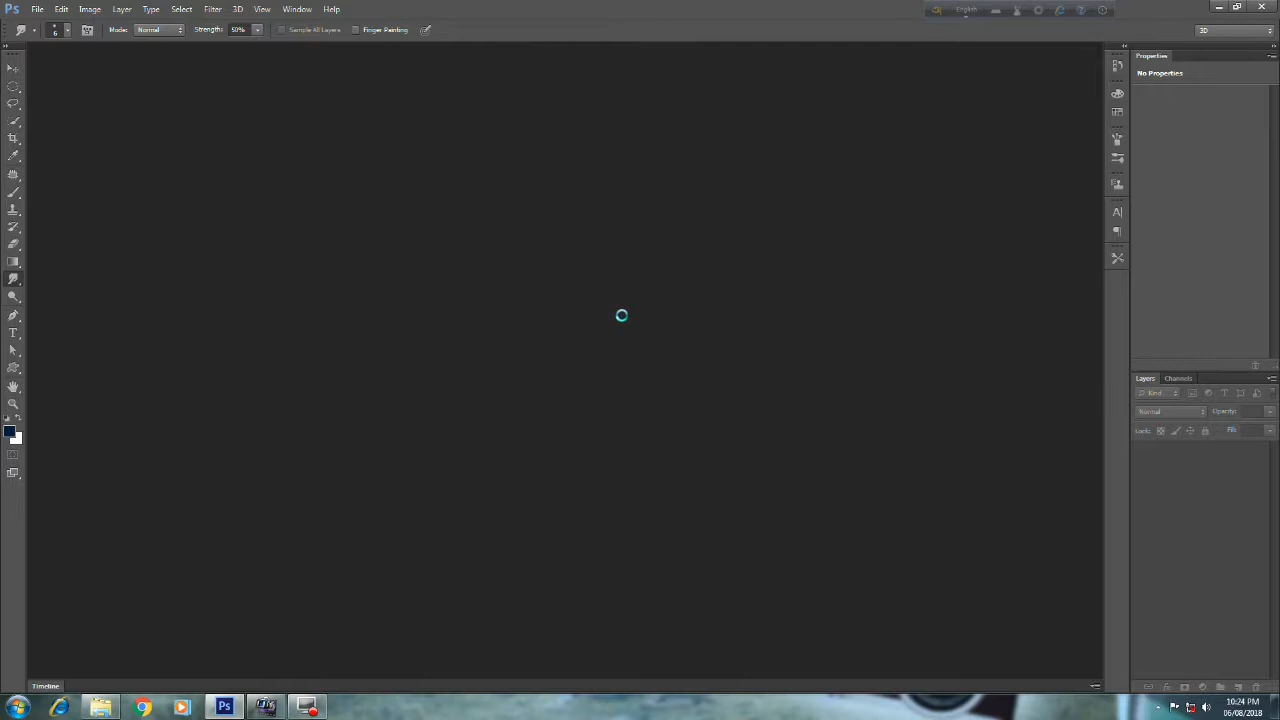 Ps File Edit Image Layer Type Select Filter 3D View Window Help
English
6 Mode: Normal Strength: 50% Sample All Layers Finger Painting 3D
Properties
No Properties
Layers Channels
Kind
Normal Opacity:
Lock: Fill:
Timeline
Ps
10:24 PM
06/08/2018